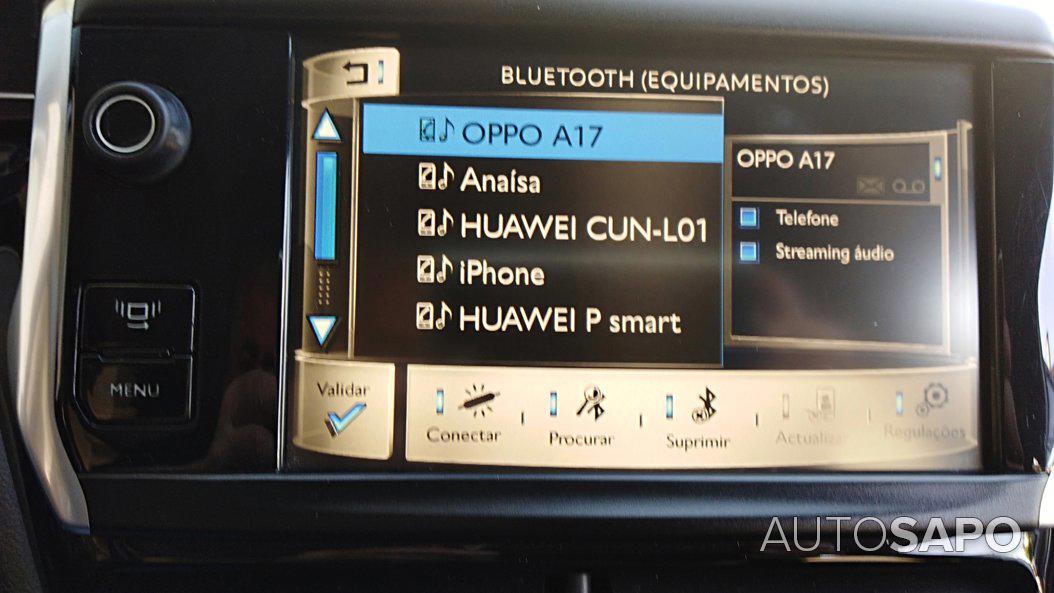 BLUETOOTH (EQUIPAMENTOS)
OPPO A17
Anaísa
HUAWEI CUN-L01
iPhone
HUAWEI P smart
OPPO A17
Telefone
Streaming áudio
MENU
Validar
Conectar
Procurar
Suprimir
Actualizar
Regulações
AUTOSAPO